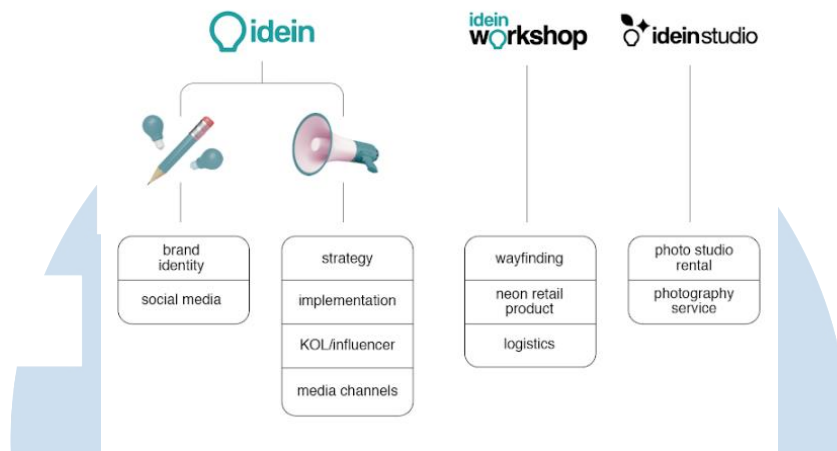 idein
idein
workshop
ideinstudio
brand
identity
social media
strategy
implementation
KOL/influencer
media channels
wayfinding
neon retail
product
logistics
photo studio
rental
photography
service